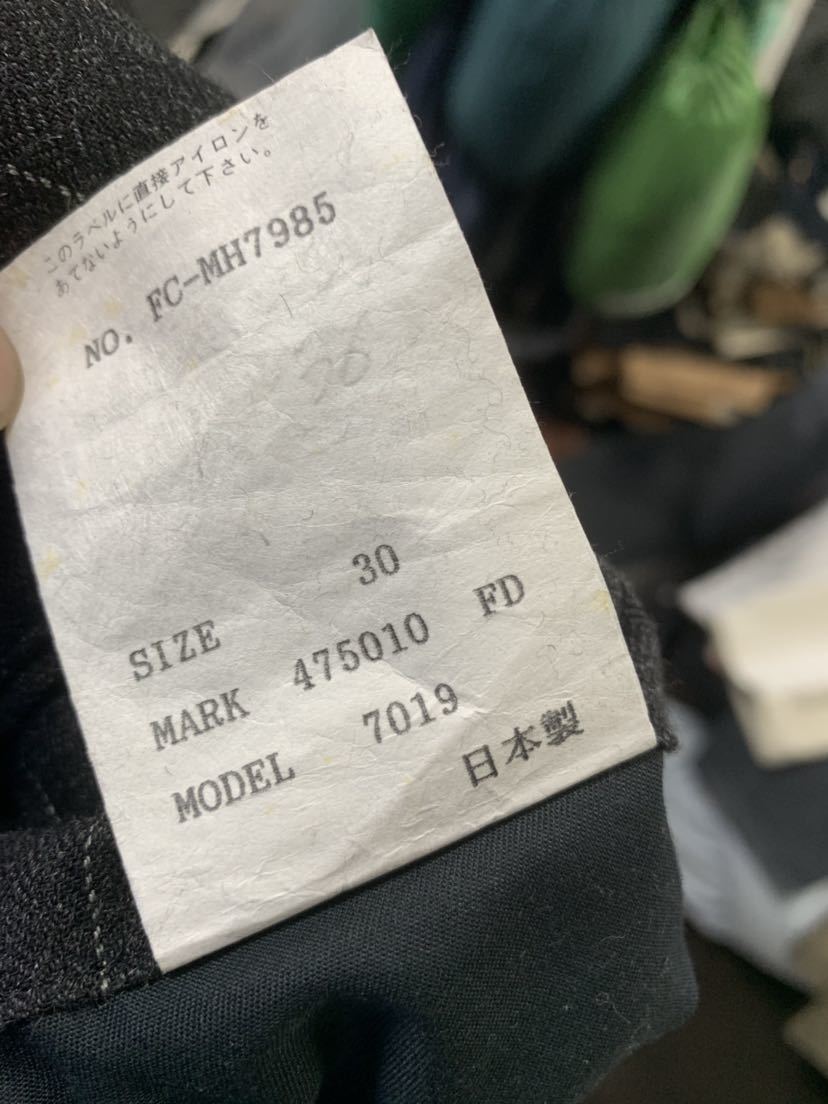 このラベルに直接アイロンを
あてないようにして下さい。
NO. FC-MH7985
SIZE 30
MARK 475010 FD
MODEL 7019
日本製